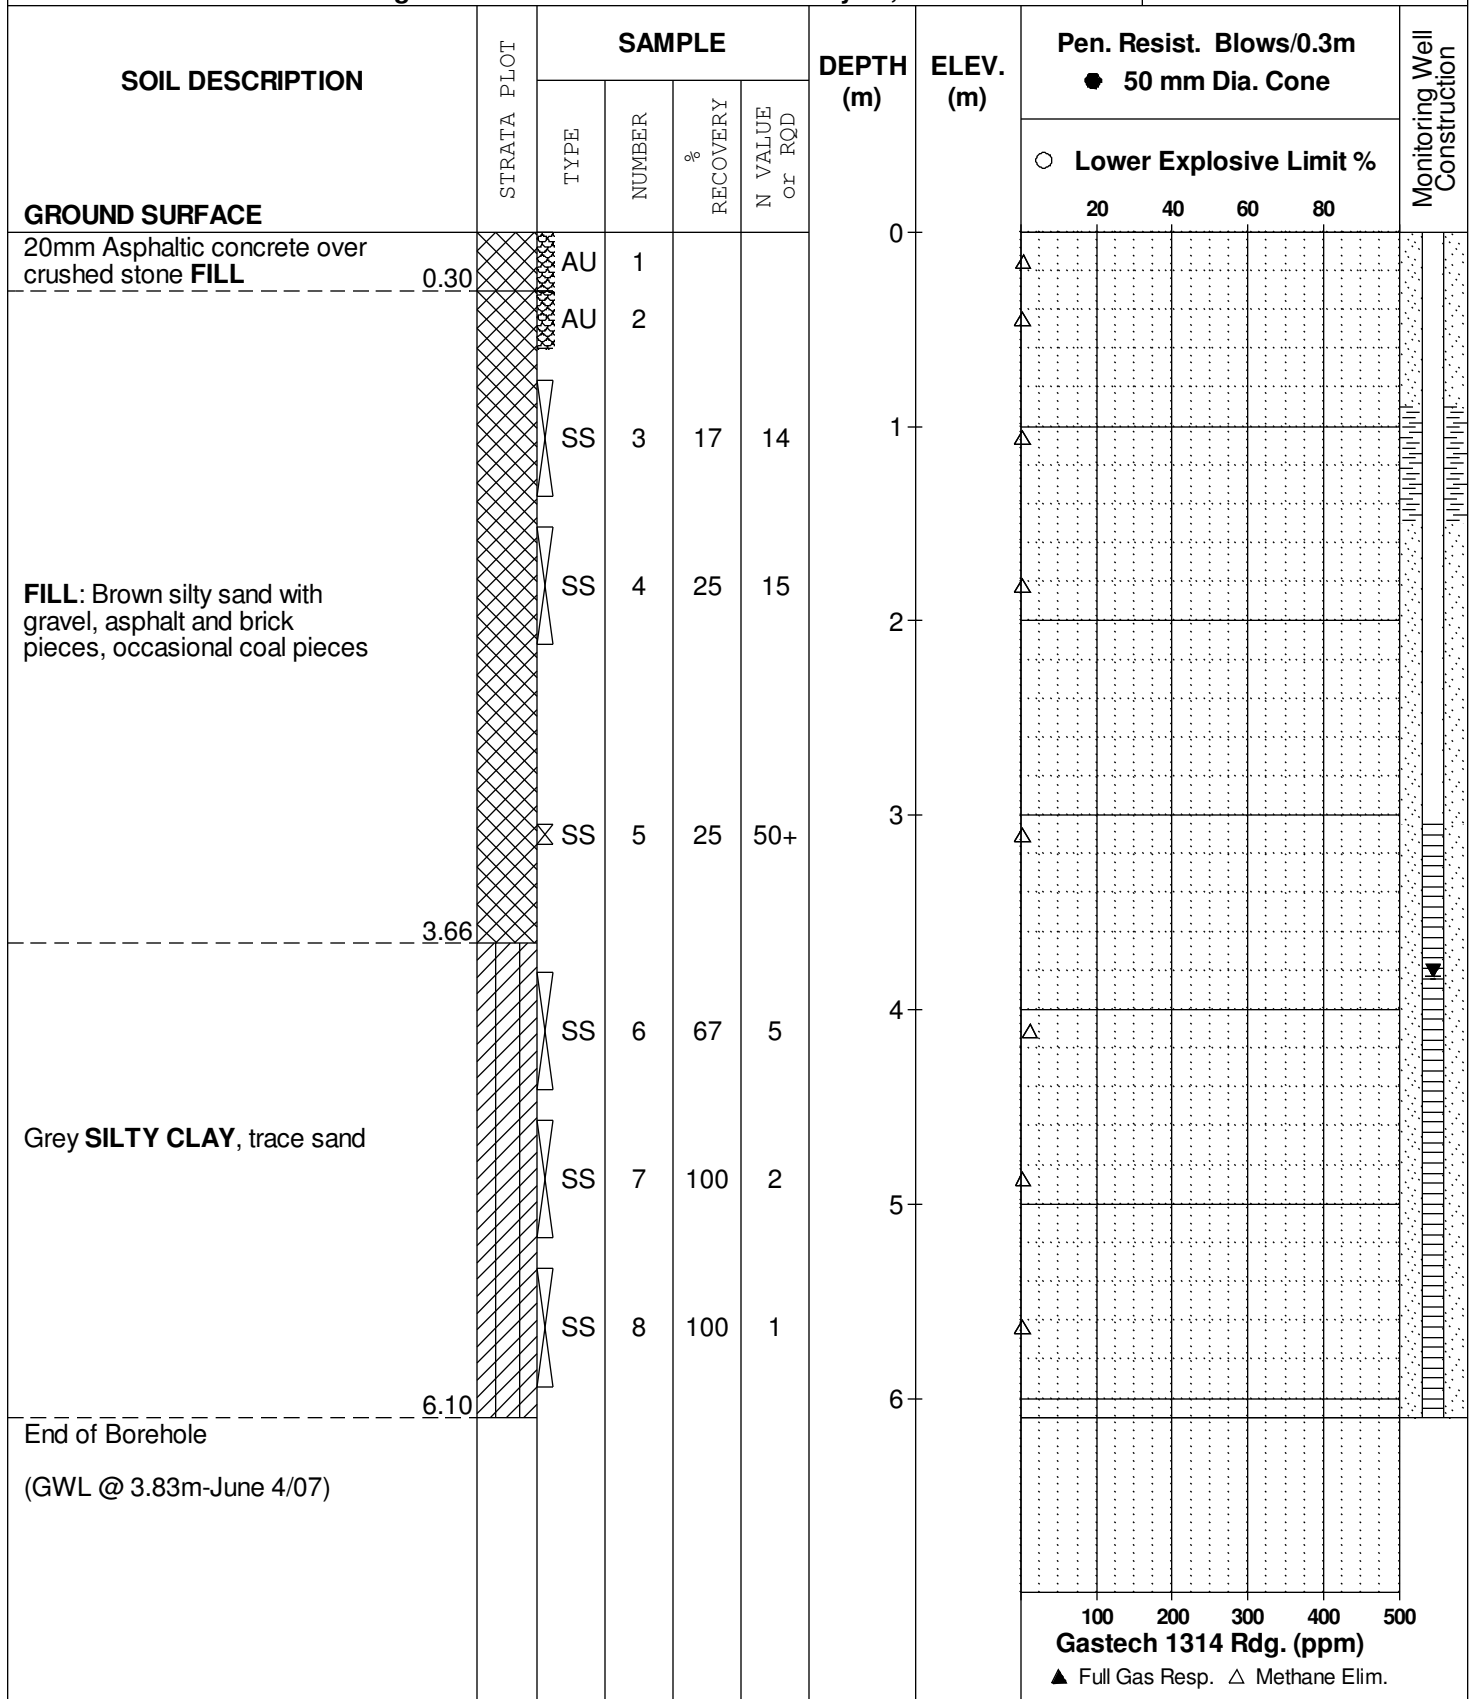 SOIL DESCRIPTION
GROUND SURFACE
STRATA PLOT
SAMPLE
TYPE
NUMBER
%
RECOVERY
N VALUE
or RQD
DEPTH
(m)
ELEV.
(m)
Pen. Resist. Blows/0.3m
● 50 mm Dia. Cone
○ Lower Explosive Limit %
20 40 60 80
Monitoring Well
Construction
20mm Asphaltic concrete over
crushed stone FILL 0.30
AU 1
AU 2
SS 3 17 14
SS 4 25 15
FILL: Brown silty sand with
gravel, asphalt and brick
pieces, occasional coal pieces
SS 5 25 50+
3.66
SS 6 67 5
Grey SILTY CLAY, trace sand
SS 7 100 2
SS 8 100 1
6.10
End of Borehole
(GWL @ 3.83m-June 4/07)
0
1
2
3
4
5
6
100 200 300 400 500
Gastech 1314 Rdg. (ppm)
▲ Full Gas Resp. △ Methane Elim.